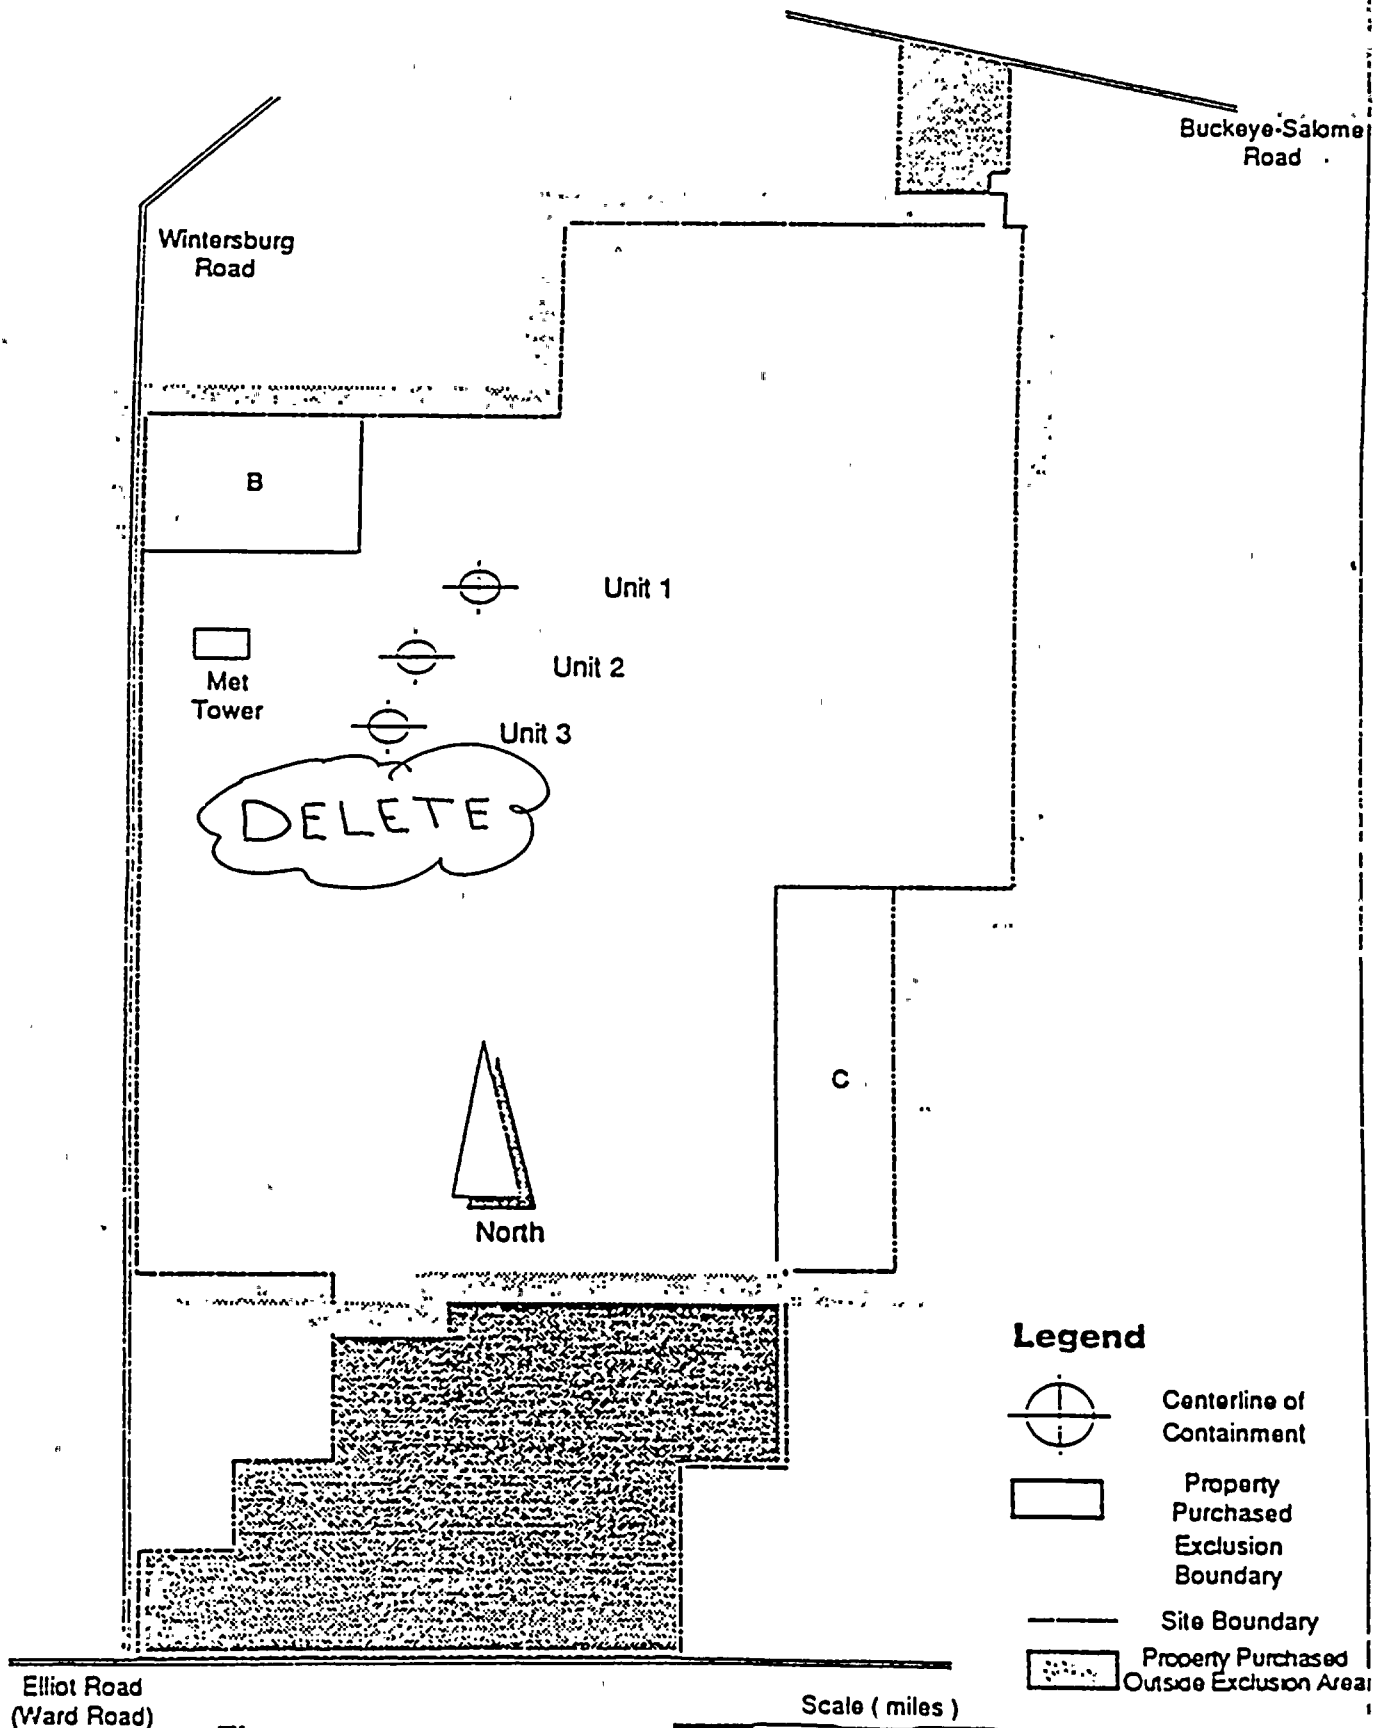 Buckeye-Salome
Road
Wintersburg
Road
B
Unit 1
Unit 2
Met
Tower
Unit 3
DELETE
C
North
Legend
Centerline of
Containment
Property
Purchased
Exclusion
Boundary
Site Boundary
Property Purchased
Outside Exclusion Area
Elliot Road
(Ward Road)
Scale ( miles )